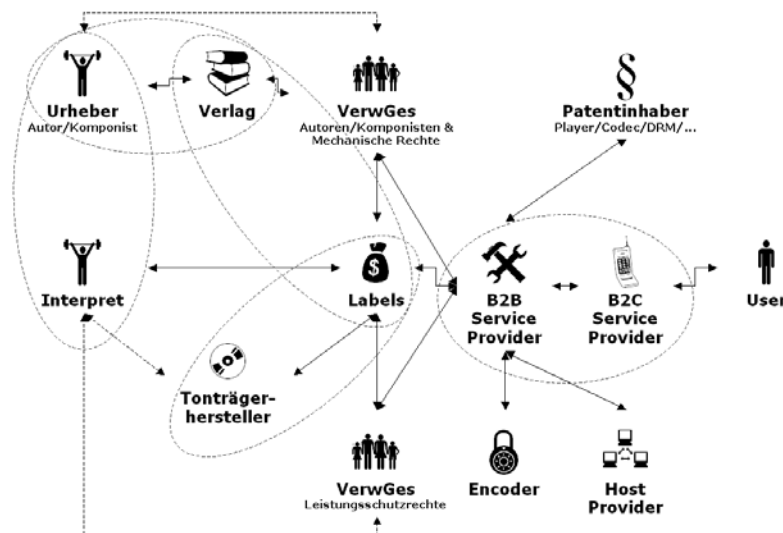 §
Urheber
Autor/Komponist
Verlag
VerwGes
Autoren/Komponisten &
Mechanische Rechte
Patentinhaber
Player/Codec/DRM/...
$
Interpret
Labels
B2B
Service
Provider
B2C
Service
Provider
User
Tonträger-
hersteller
VerwGes
Leistungsschutzrechte
Encoder
Host
Provider